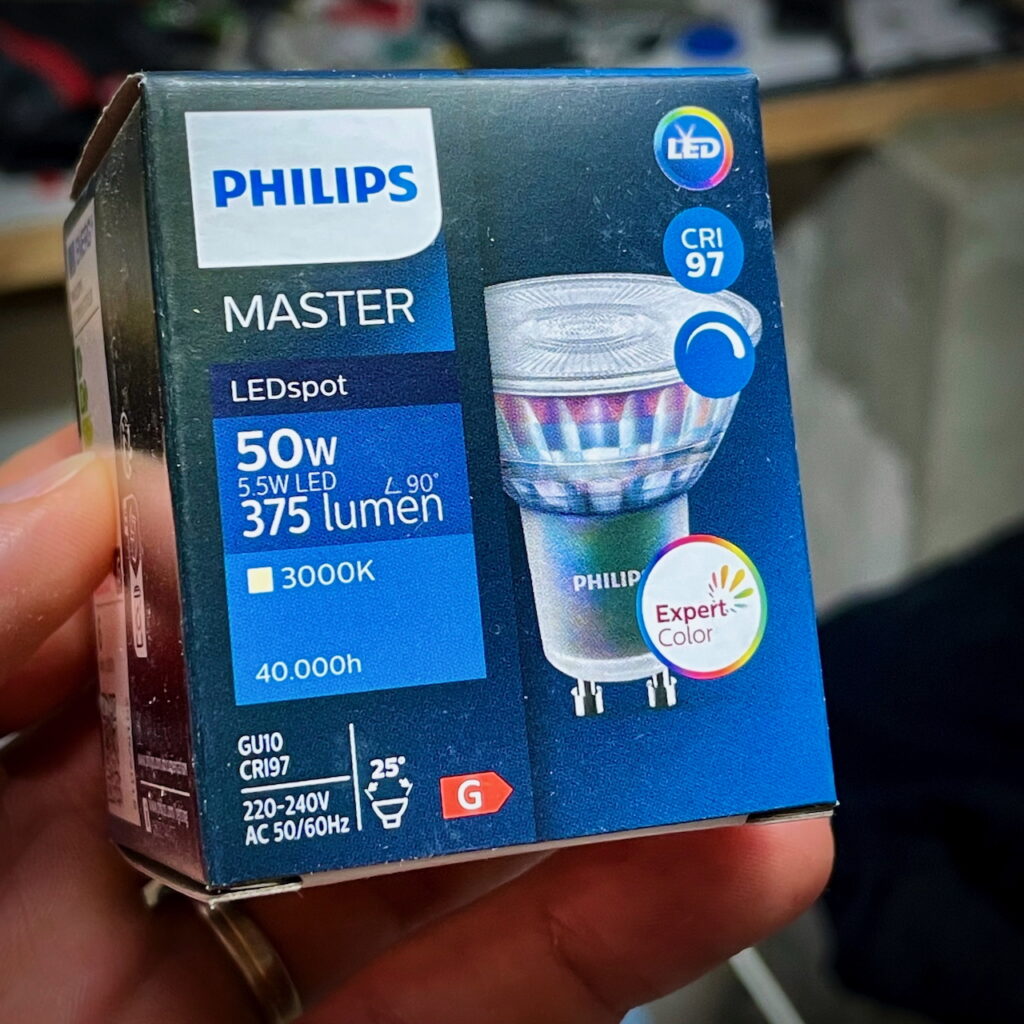 PHILIPS
LED
CRI
97
MASTER
LEDspot
50W
5.5W LED ∠ 90°
375 lumen
3000K
40.000h
PHILIP
Expert
Color
GU10
CRI97
220-240V
AC 50/60Hz
25°
G